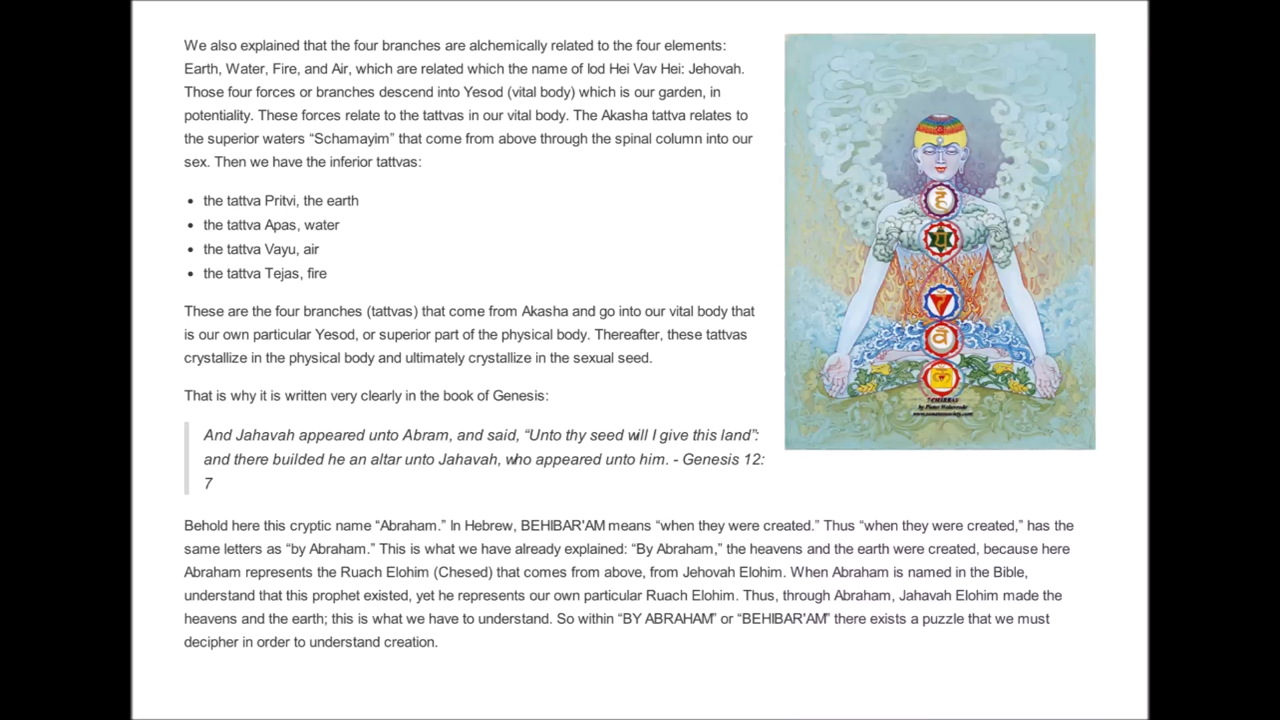 We also explained that the four branches are alchemically related to the four elements:
Earth, Water, Fire, and Air, which are related which the name of Iod Hei Vav Hei: Jehovah.
Those four forces or branches descend into Yesod (vital body) which is our garden, in
potentiality. These forces relate to the tattvas in our vital body. The Akasha tattva relates to
the superior waters “Schamayim” that come from above through the spinal column into our
sex. Then we have the inferior tattvas:
• the tattva Pritvi, the earth
• the tattva Apas, water
• the tattva Vayu, air
• the tattva Tejas, fire
These are the four branches (tattvas) that come from Akasha and go into our vital body that
is our own particular Yesod, or superior part of the physical body. Thereafter, these tattvas
crystallize in the physical body and ultimately crystallize in the sexual seed.
That is why it is written very clearly in the book of Genesis:
And Jahavah appeared unto Abram, and said, “Unto thy seed will I give this land”:
and there builded he an altar unto Jahavah, who appeared unto him. - Genesis 12:
7
Behold here this cryptic name “Abraham.” In Hebrew, BEHIBAR'AM means “when they were created.” Thus “when they were created,” has the
same letters as “by Abraham.” This is what we have already explained: “By Abraham,” the heavens and the earth were created, because here
Abraham represents the Ruach Elohim (Chesed) that comes from above, from Jehovah Elohim. When Abraham is named in the Bible,
understand that this prophet existed, yet he represents our own particular Ruach Elohim. Thus, through Abraham, Jahavah Elohim made the
heavens and the earth; this is what we have to understand. So within “BY ABRAHAM” or “BEHIBAR'AM” there exists a puzzle that we must
decipher in order to understand creation.
हं
यं
रं
वं
लं
7 CHAKRAS